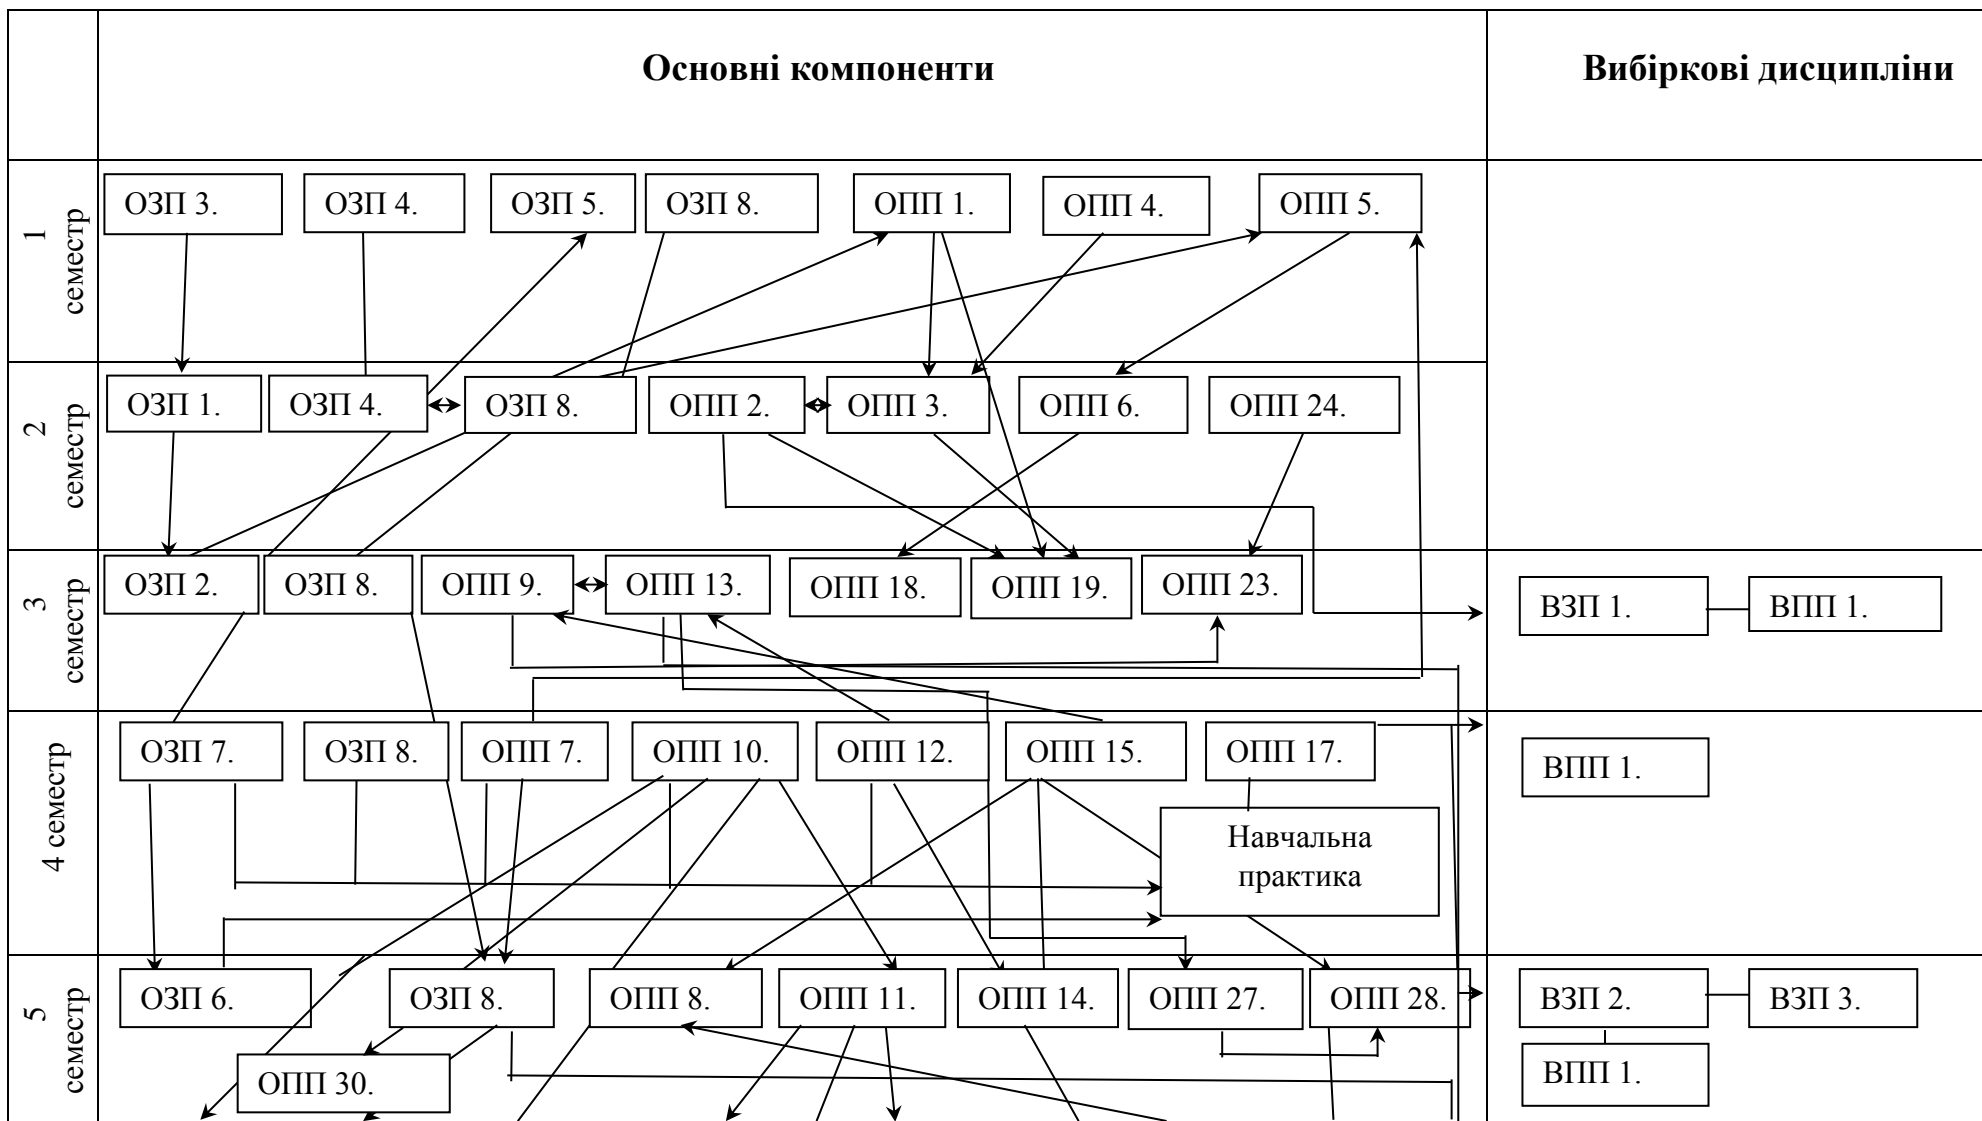 Основні компоненти
Вибіркові дисципліни
1
семестр
ОЗП 3.
ОЗП 4.
ОЗП 5.
ОЗП 8.
ОПП 1.
ОПП 4.
ОПП 5.
2
семестр
ОЗП 1.
ОЗП 4.
ОЗП 8.
ОПП 2.
ОПП 3.
ОПП 6.
ОПП 24.
3
семестр
ОЗП 2.
ОЗП 8.
ОПП 9.
ОПП 13.
ОПП 18.
ОПП 19.
ОПП 23.
ВЗП 1.
ВПП 1.
4 семестр
ОЗП 7.
ОЗП 8.
ОПП 7.
ОПП 10.
ОПП 12.
ОПП 15.
ОПП 17.
ВПП 1.
Навчальна
практика
5
семестр
ОЗП 6.
ОЗП 8.
ОПП 8.
ОПП 11.
ОПП 14.
ОПП 27.
ОПП 28.
ВЗП 2.
ВЗП 3.
ОПП 30.
ВПП 1.